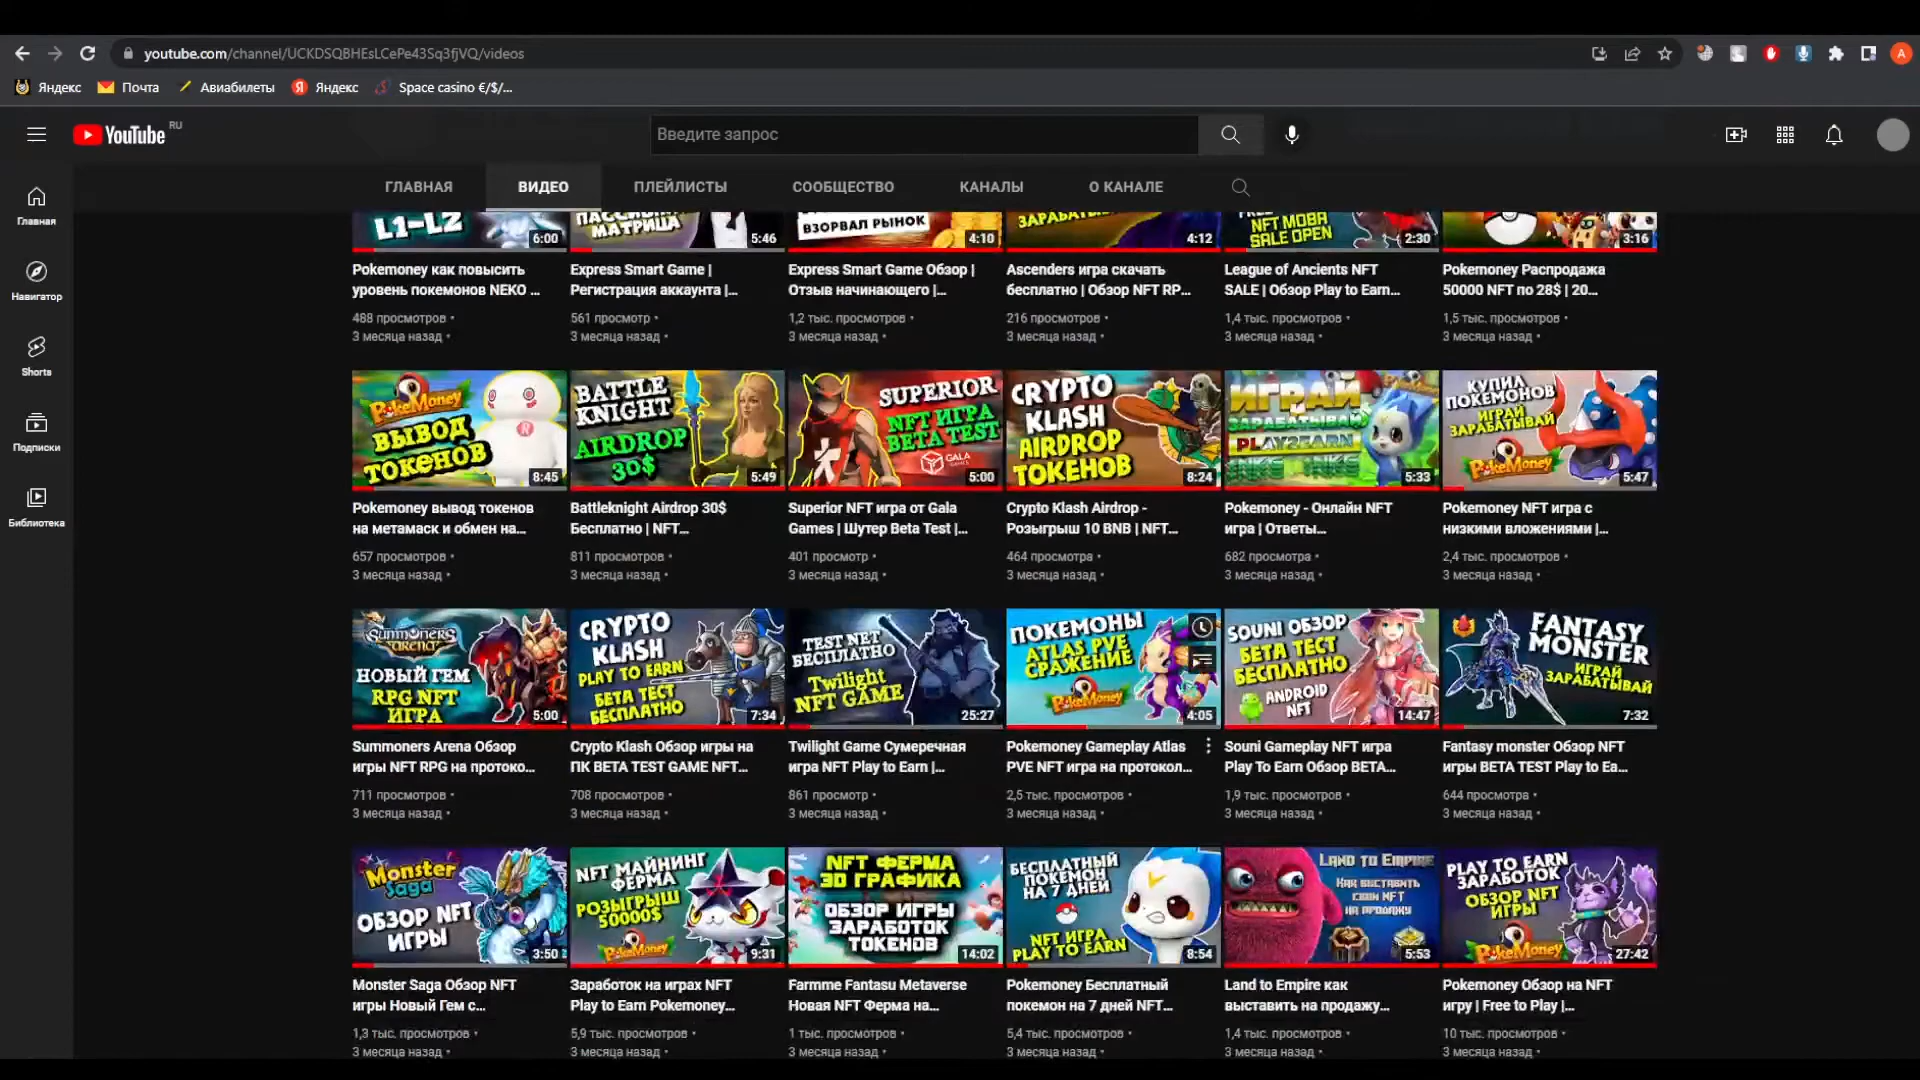 youtube.com/channel/UCKDSQBHEsLCePe43Sq3fjVQ/videos
A
Яндекс
Почта
Авиабилеты
Яндекс
Space casino €/$/...
YouTube RU
Введите запрос
ГЛАВНАЯ
ВИДЕО
ПЛЕЙЛИСТЫ
СООБЩЕСТВО
КАНАЛЫ
О КАНАЛЕ
Главная
Навигатор
Shorts
Подписки
Библиотека
L1-L2
6:00
МАТРИЦА
5:46
ВЗОРВАЛ РЫНОК
4:10
4:12
NFT MOBA
SALE OPEN
2:30
3:16
Pokemoney как повысить
уровень покемонов NEKO ...
488 просмотров •
3 месяца назад •
Express Smart Game |
Регистрация аккаунта |...
561 просмотр •
3 месяца назад •
Express Smart Game Обзор |
Отзыв начинающего |...
1,2 тыс. просмотров •
3 месяца назад •
Ascenders игра скачать
бесплатно | Обзор NFT RP...
216 просмотров •
3 месяца назад •
League of Ancients NFT
SALE | Обзор Play to Earn...
1,4 тыс. просмотров •
3 месяца назад •
Pokemoney Распродажа
50000 NFT по 28$ | 20...
1,5 тыс. просмотров •
3 месяца назад •
PokeMoney
ВЫВОД
ТОКЕНОВ
8:45
BATTLE
KNIGHT
AIRDROP
30$
5:49
SUPERIOR
NFT ИГРА
BETA TEST
GALA
GAMES
5:00
CRYPTO
KLASH
AIRDROP
ТОКЕНОВ
8:24
ИГРАЙ
ЗАРАБАТЫВАЙ
PLAY2EARN
5:33
КУПИЛ
ПОКЕМОНОВ
ИГРАЙ
ЗАРАБАТЫВАЙ
PokeMoney
5:47
Pokemoney вывод токенов
на метамаск и обмен на...
657 просмотров •
3 месяца назад •
Battleknight Airdrop 30$
Бесплатно | NFT...
811 просмотров •
3 месяца назад •
Superior NFT игра от Gala
Games | Шутер Beta Test |...
401 просмотр •
3 месяца назад •
Crypto Klash Airdrop -
Розыгрыш 10 BNB | NFT...
464 просмотра •
3 месяца назад •
Pokemoney - Онлайн NFT
игра | Ответы...
682 просмотра •
3 месяца назад •
Pokemoney NFT игра с
низкими вложениями |...
2,4 тыс. просмотров •
3 месяца назад •
SUMMONERS
ARENA
НОВЫЙ ГЕМ
RPG NFT
ИГРА
5:00
CRYPTO
KLASH
PLAY TO EARN
БЕТА ТЕСТ
БЕСПЛАТНО
7:34
TEST NET
БЕСПЛАТНО
Twilight
NFT GAME
25:27
ПОКЕМОНЫ
ATLAS PVE
СРАЖЕНИЕ
PokeMoney
4:05
SOUNI ОБЗОР
БЕТА ТЕСТ
БЕСПЛАТНО
ANDROID
NFT
14:47
FANTASY
MONSTER
ИГРАЙ
ЗАРАБАТЫВАЙ
7:32
Summoners Arena Обзор
игры NFT RPG на протоко...
711 просмотров •
3 месяца назад •
Crypto Klash Обзор игры на
ПК BETA TEST GAME NFT...
708 просмотров •
3 месяца назад •
Twilight Game Сумеречная
игра NFT Play to Earn |...
861 просмотр •
3 месяца назад •
Pokemoney Gameplay Atlas
PVE NFT игра на протокол...
2,5 тыс. просмотров •
3 месяца назад •
Souni Gameplay NFT игра
Play To Earn Обзор BETA...
1,9 тыс. просмотров •
3 месяца назад •
Fantasy monster Обзор NFT
игры BETA TEST Play to Ea...
644 просмотра •
3 месяца назад •
Monster
Saga
ОБЗОР NFT
ИГРЫ
3:50
NFT МАЙНИНГ
ФЕРМА
РОЗЫГРЫШ
50000$
PokeMoney
9:31
NFT ФЕРМА
3D ГРАФИКА
ОБЗОР ИГРЫ
ЗАРАБОТОК
ТОКЕНОВ
14:02
БЕСПЛАТНЫЙ
ПОКЕМОН
НА 7 ДНЕЙ
NFT ИГРА
PLAY TO EARN
8:54
LAND TO EMPIRE
КАК ВЫСТАВИТЬ
СВОИ NFT
НА ПРОДАЖУ
5:53
PLAY TO EARN
ЗАРАБОТОК
ОБЗОР NFT
ИГРЫ
PokeMoney
27:42
Monster Saga Обзор NFT
игры Новый Гем с...
1,3 тыс. просмотров •
3 месяца назад •
Заработок на играх NFT
Play to Earn Pokemoney...
5,9 тыс. просмотров •
3 месяца назад •
Farmme Fantasu Metaverse
Новая NFT Ферма на...
1 тыс. просмотров •
3 месяца назад •
Pokemoney Бесплатный
покемон на 7 дней NFT...
5,4 тыс. просмотров •
3 месяца назад •
Land to Empire как
выставить на продажу...
1,4 тыс. просмотров •
3 месяца назад •
Pokemoney Обзор на NFT
игру | Free to Play |...
10 тыс. просмотров •
3 месяца назад •